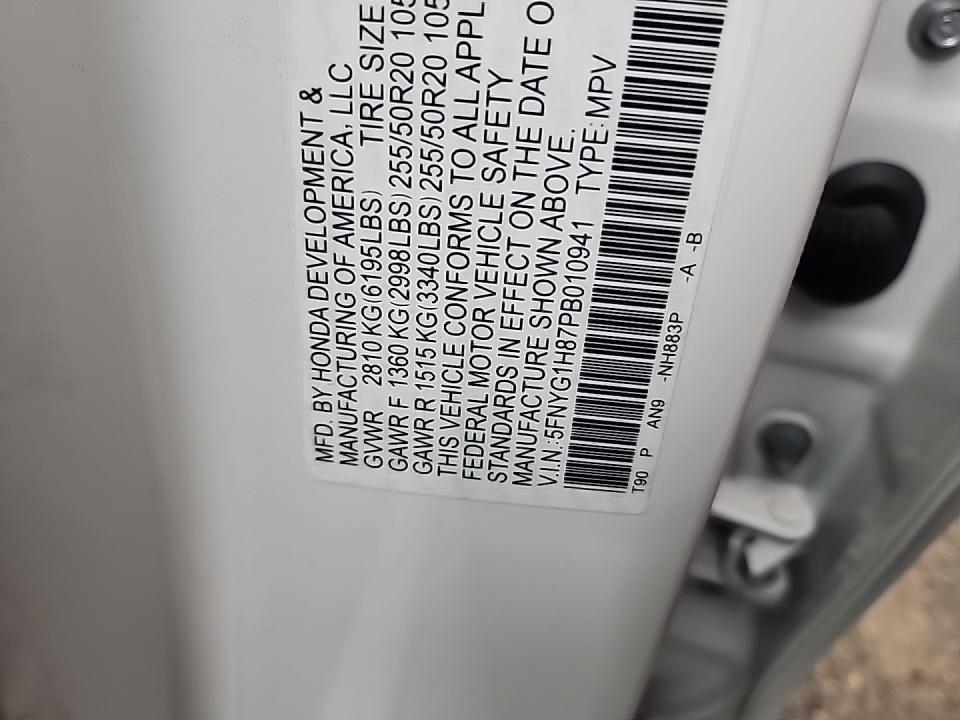 MFD. BY HONDA DEVELOPMENT &
MANUFACTURING OF AMERICA, LLC
GVWR 2810 KG(6195LBS) TIRE SIZE
GAWR F 1360 KG(2998LBS) 255/50R20 105
GAWR R 1515 KG(3340LBS) 255/50R20 105
THIS VEHICLE CONFORMS TO ALL APPL
FEDERAL MOTOR VEHICLE SAFETY
STANDARDS IN EFFECT ON THE DATE O
MANUFACTURE SHOWN ABOVE.
V.I.N.:5FNYG1H87PB010941 TYPE:MPV
T90 P AN9 -NH883P -A -B